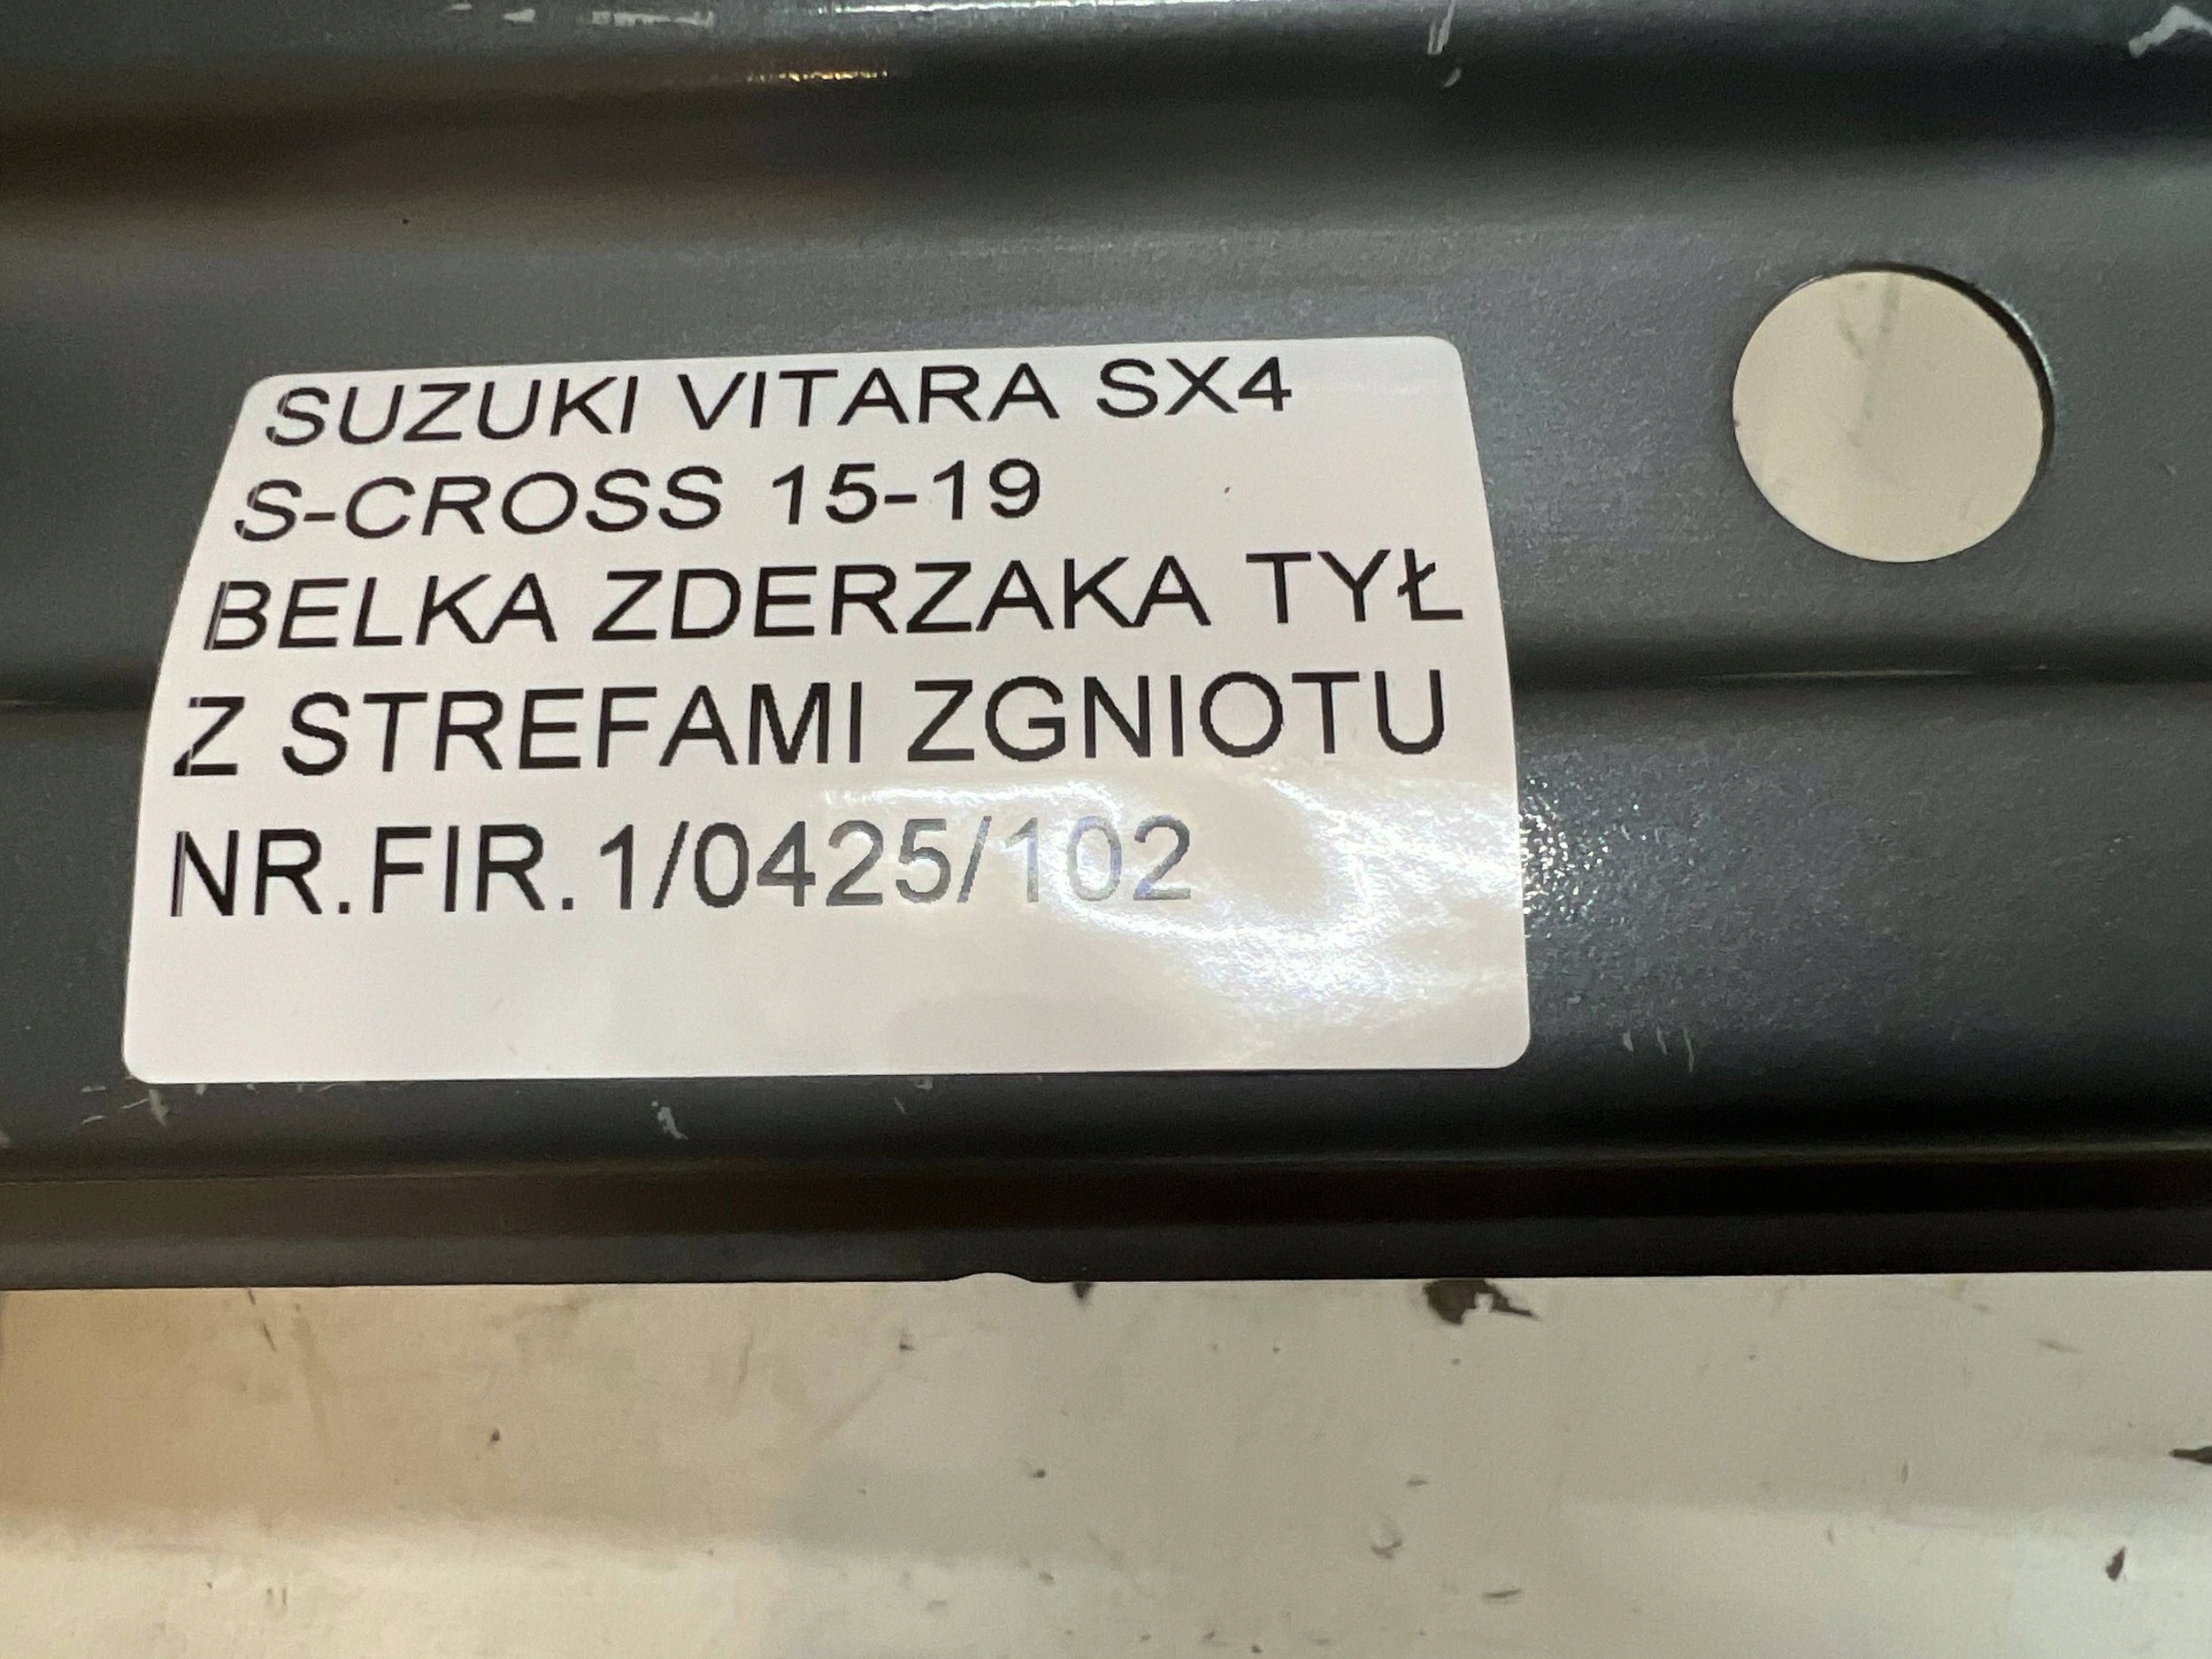 SUZUKI VITARA SX4
S-CROSS 15-19
BELKA ZDERZAKA TYŁ
Z STREFAMI ZGNIOTU
NR.FIR.1/0425/102